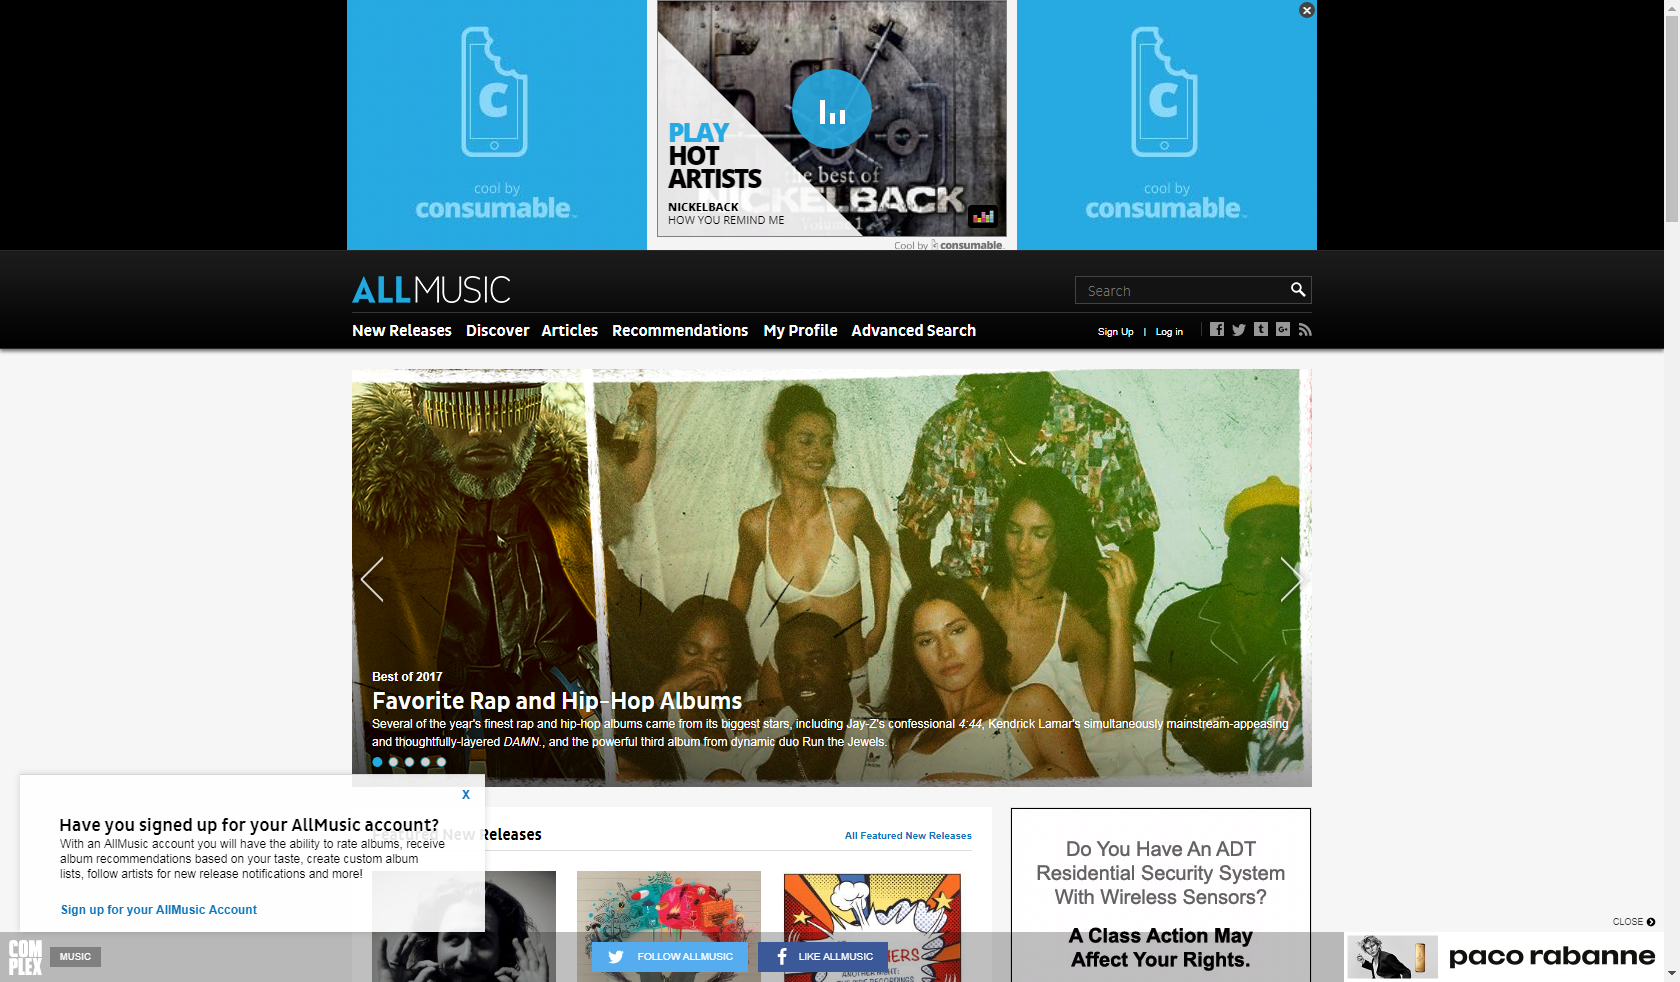 cool by
consumable
PLAY
HOT
ARTISTS
NICKELBACK
HOW YOU REMIND ME
the best of
NICKELBACK
Volume 1
Cool by consumable
cool by
consumable
ALLMUSIC
Search
New Releases Discover Articles Recommendations My Profile Advanced Search
Sign Up | Log in
Best of 2017
Favorite Rap and Hip-Hop Albums
Several of the year's finest rap and hip-hop albums came from its biggest stars, including Jay-Z's confessional 4:44, Kendrick Lamar's simultaneously mainstream-appeasing
and thoughtfully-layered DAMN., and the powerful third album from dynamic duo Run the Jewels.
X
Have you signed up for your AllMusic account?
With an AllMusic account you will have the ability to rate albums, receive
album recommendations based on your taste, create custom album
lists, follow artists for new release notifications and more!
Sign up for your AllMusic Account
Featured New Releases
All Featured New Releases
Do You Have An ADT
Residential Security System
With Wireless Sensors?
A Class Action May
Affect Your Rights.
CLOSE
COMPLEX
MUSIC
FOLLOW ALLMUSIC
LIKE ALLMUSIC
paco rabanne